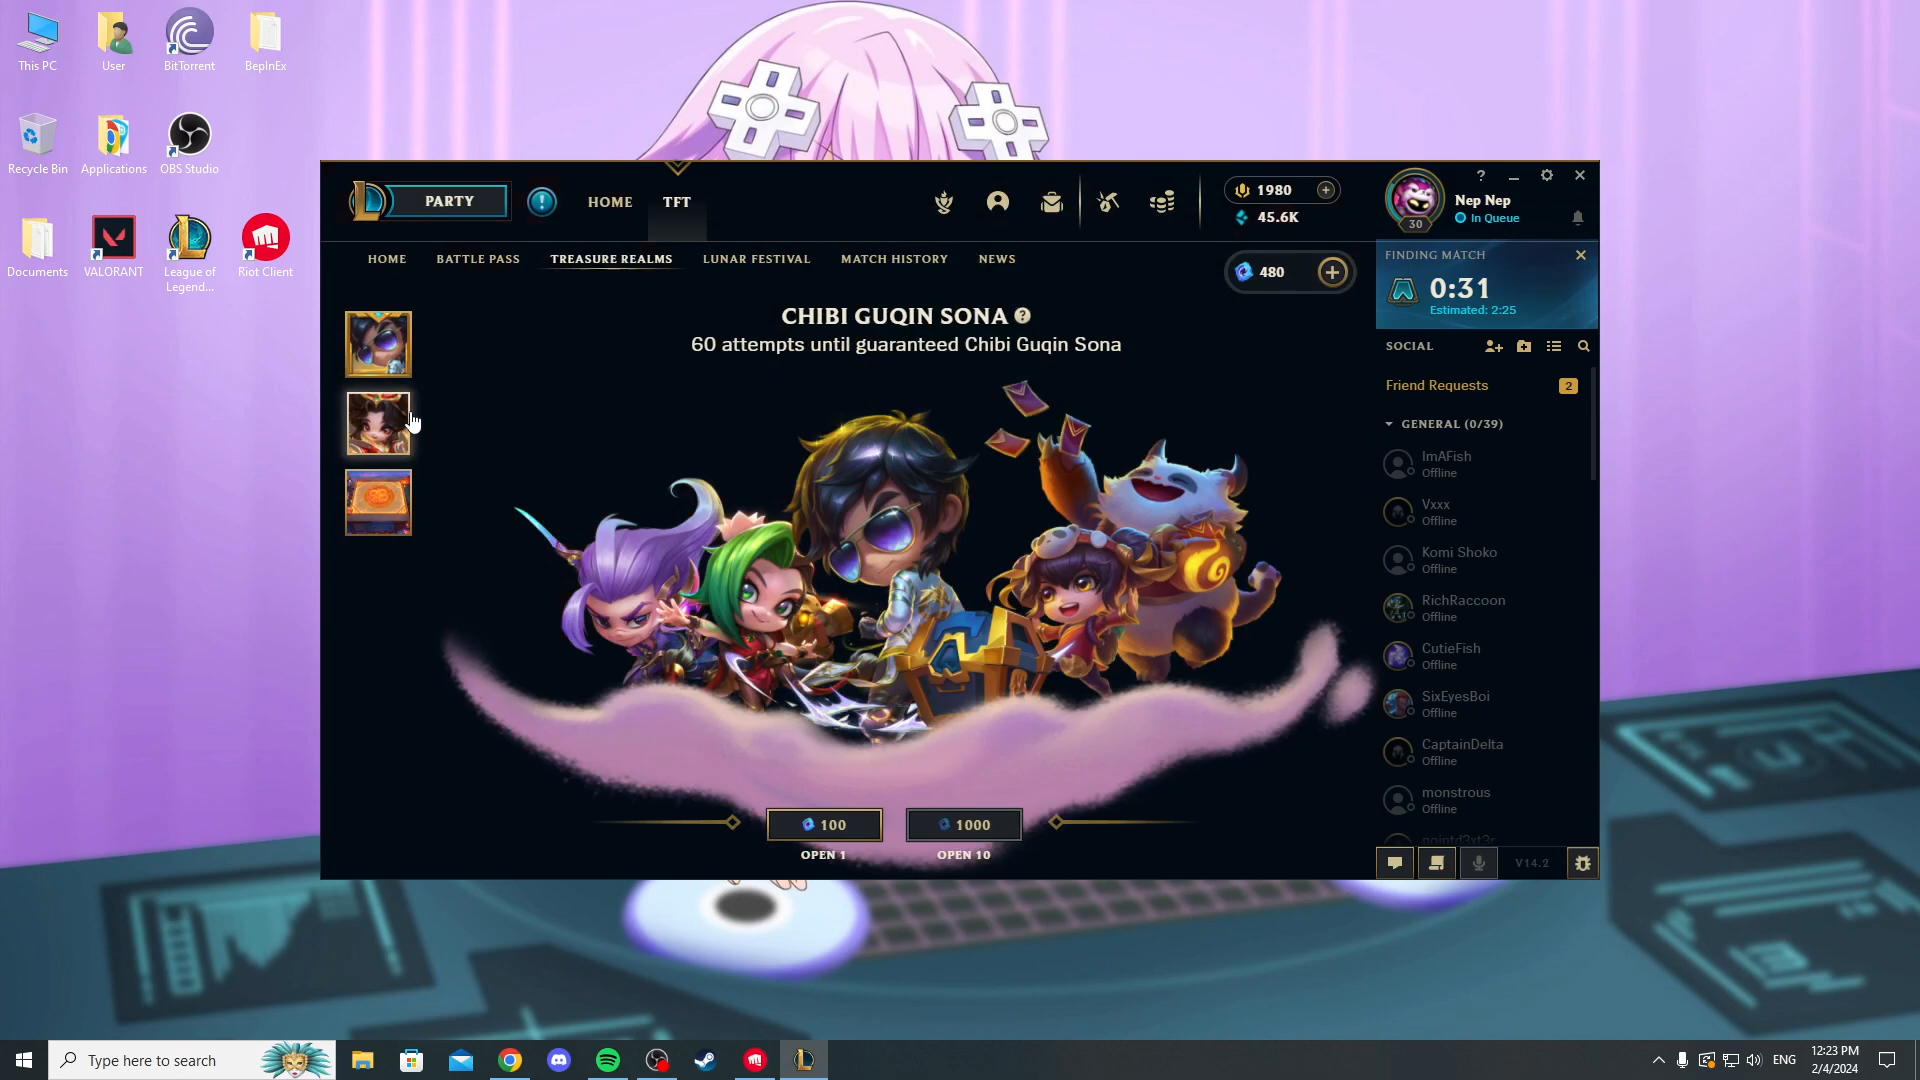 This PC
User
BitTorrent
BepInEx
Recycle Bin
Applications
OBS Studio
Documents
VALORANT
League of
Legend...
Riot Client
PARTY
HOME
TFT
1980
45.6K
30
Nep Nep
In Queue
HOME
BATTLE PASS
TREASURE REALMS
LUNAR FESTIVAL
MATCH HISTORY
NEWS
480
FINDING MATCH
0:31
Estimated: 2:25
CHIBI GUQIN SONA
60 attempts until guaranteed Chibi Guqin Sona
SOCIAL
Friend Requests
2
GENERAL (0/39)
ImAFish
Offline
Vxxx
Offline
Komi Shoko
Offline
RichRaccoon
Offline
CutieFish
Offline
SixEyesBoi
Offline
CaptainDelta
Offline
monstrous
Offline
100
1000
OPEN 1
OPEN 10
V14.2
Type here to search
ENG
12:23 PM
2/4/2024